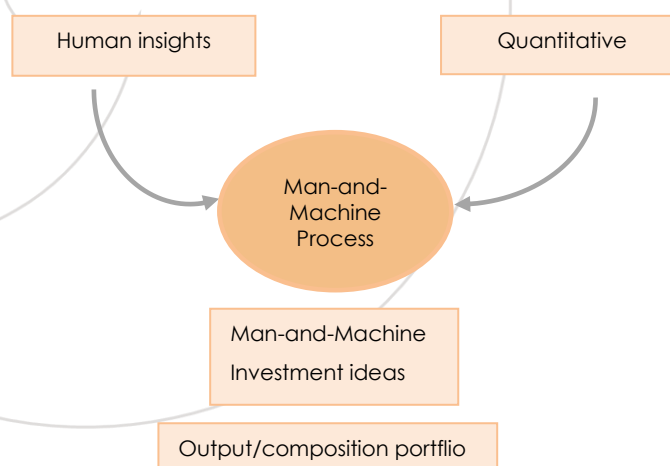 Human insights
Quantitative
Man-and-
Machine
Process
Man-and-Machine
Investment ideas
Output/composition portflio